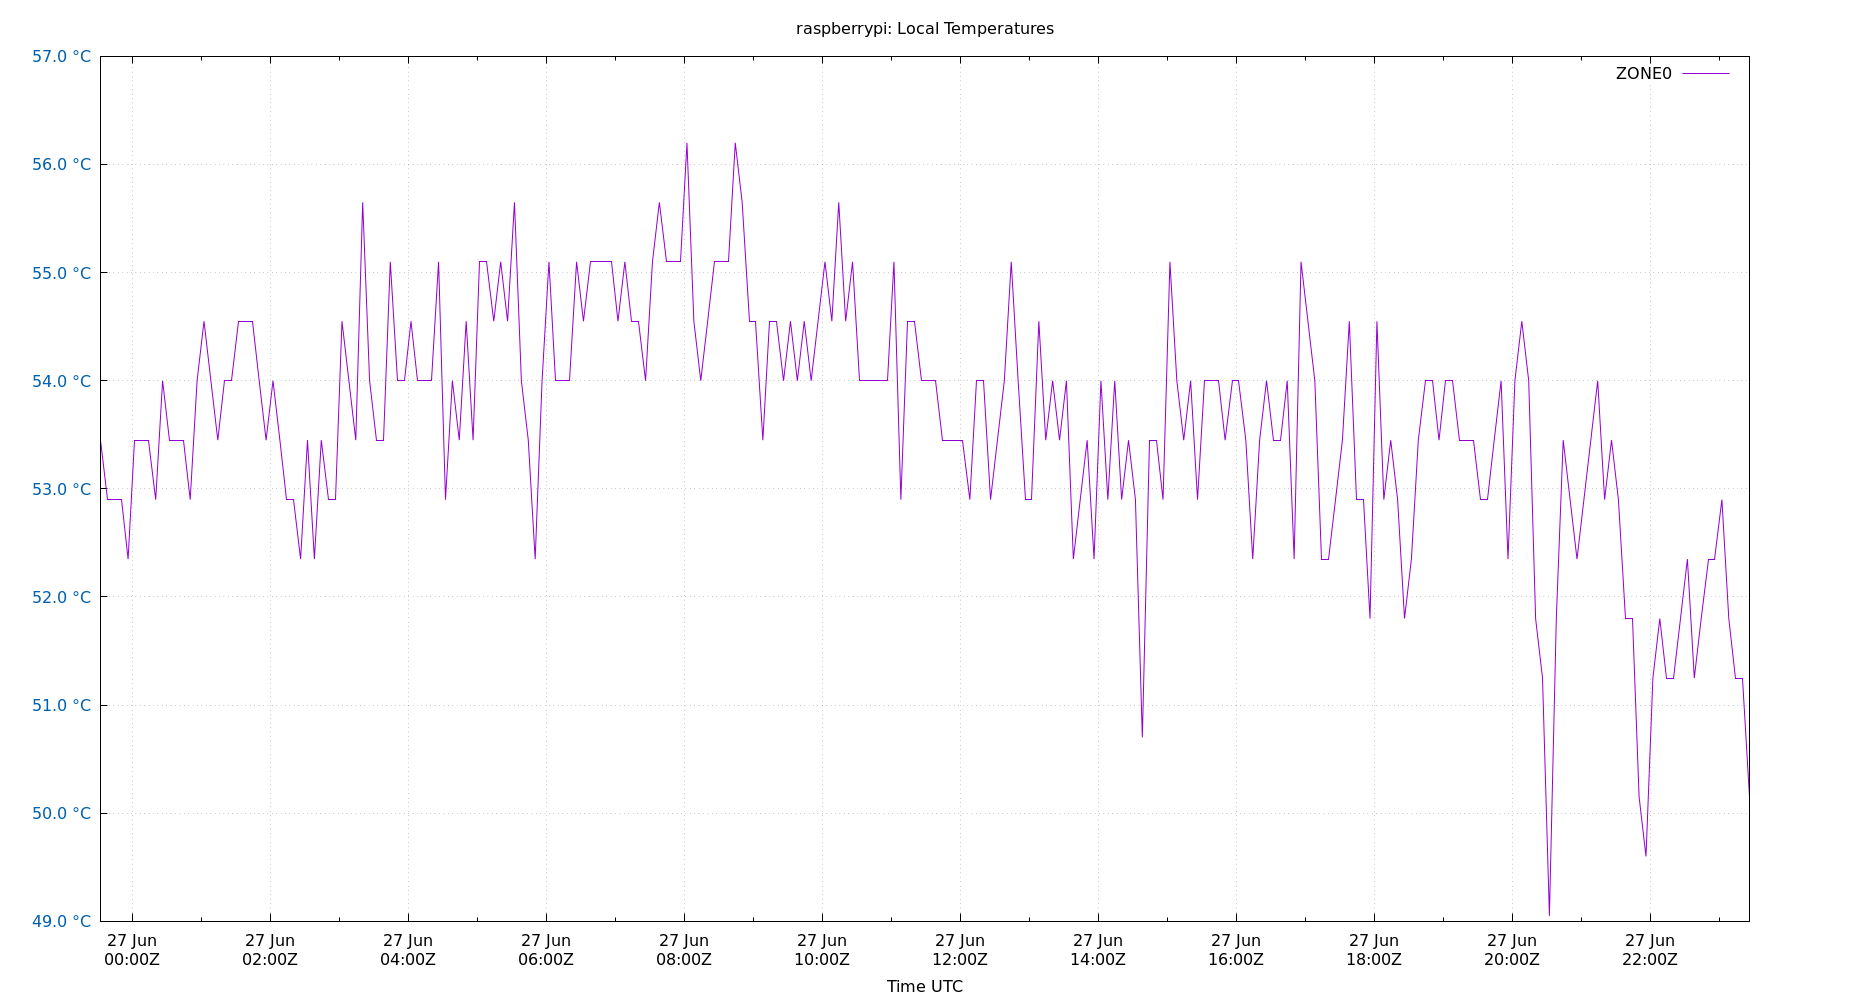 raspberrypi: Local Temperatures
57.0 °C
ZONE0
56.0 °C
55.0 °C
54.0 °C
53.0 °C
52.0 °C
51.0 °C
50.0 °C
49.0 °C
27 Jun 27 Jun 27 Jun 27 Jun 27 Jun 27 Jun 27 Jun 27 Jun 27 Jun 27 Jun 27 Jun 27 Jun
00:00Z 02:00Z 04:00Z 06:00Z 08:00Z 10:00Z 12:00Z 14:00Z 16:00Z 18:00Z 20:00Z 22:00Z
Time UTC